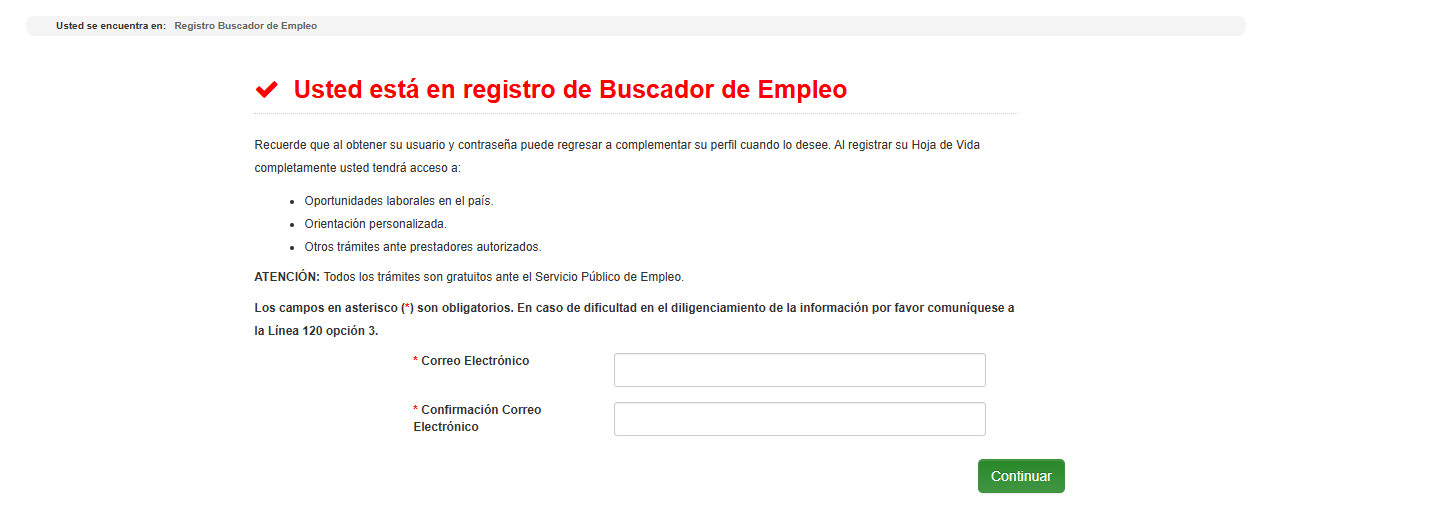 Usted se encuentra en: Registro Buscador de Empleo
Usted está en registro de Buscador de Empleo
Recuerde que al obtener su usuario y contraseña puede regresar a complementar su perfil cuando lo desee. Al registrar su Hoja de Vida
completamente usted tendrá acceso a:
• Oportunidades laborales en el país.
• Orientación personalizada.
• Otros trámites ante prestadores autorizados.
ATENCIÓN: Todos los trámites son gratuitos ante el Servicio Público de Empleo.
Los campos en asterisco (*) son obligatorios. En caso de dificultad en el diligenciamiento de la información por favor comuníquese a
la Línea 120 opción 3.
* Correo Electrónico
* Confirmación Correo
Electrónico
Continuar